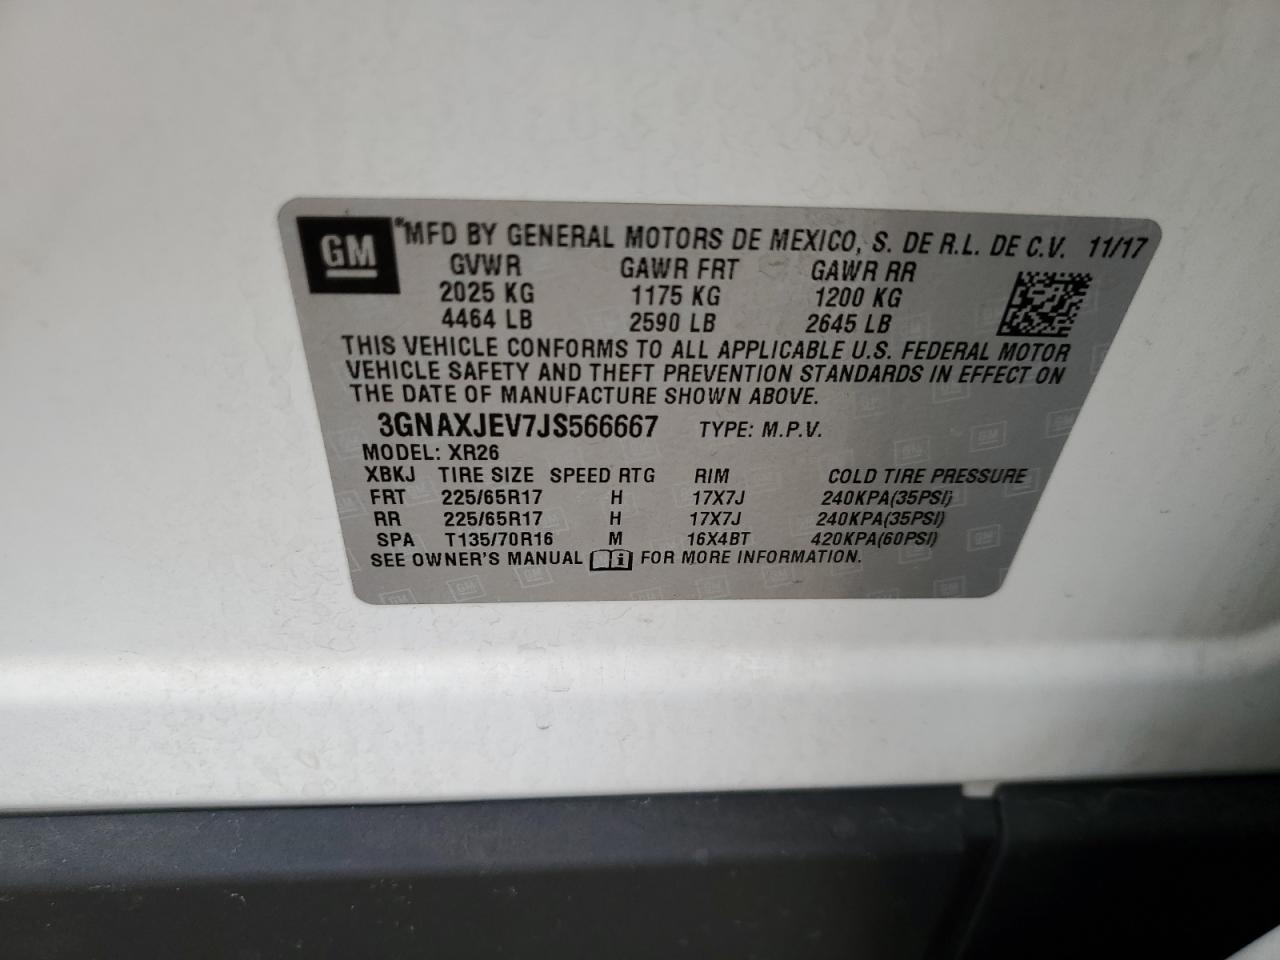 GM *MFD BY GENERAL MOTORS DE MEXICO, S. DE R.L. DE C.V. 11/17
GVWR GAWR FRT GAWR RR
2025 KG 1175 KG 1200 KG
4464 LB 2590 LB 2645 LB
THIS VEHICLE CONFORMS TO ALL APPLICABLE U.S. FEDERAL MOTOR
VEHICLE SAFETY AND THEFT PREVENTION STANDARDS IN EFFECT ON
THE DATE OF MANUFACTURE SHOWN ABOVE.
3GNAXJEV7JS566667 TYPE: M.P.V.
MODEL: XR26
XBKJ TIRE SIZE SPEED RTG RIM COLD TIRE PRESSURE
FRT 225/65R17 H 17X7J 240KPA(35PSI)
RR 225/65R17 H 17X7J 240KPA(35PSI)
SPA T135/70R16 M 16X4BT 420KPA(60PSI)
SEE OWNER'S MANUAL i FOR MORE INFORMATION.